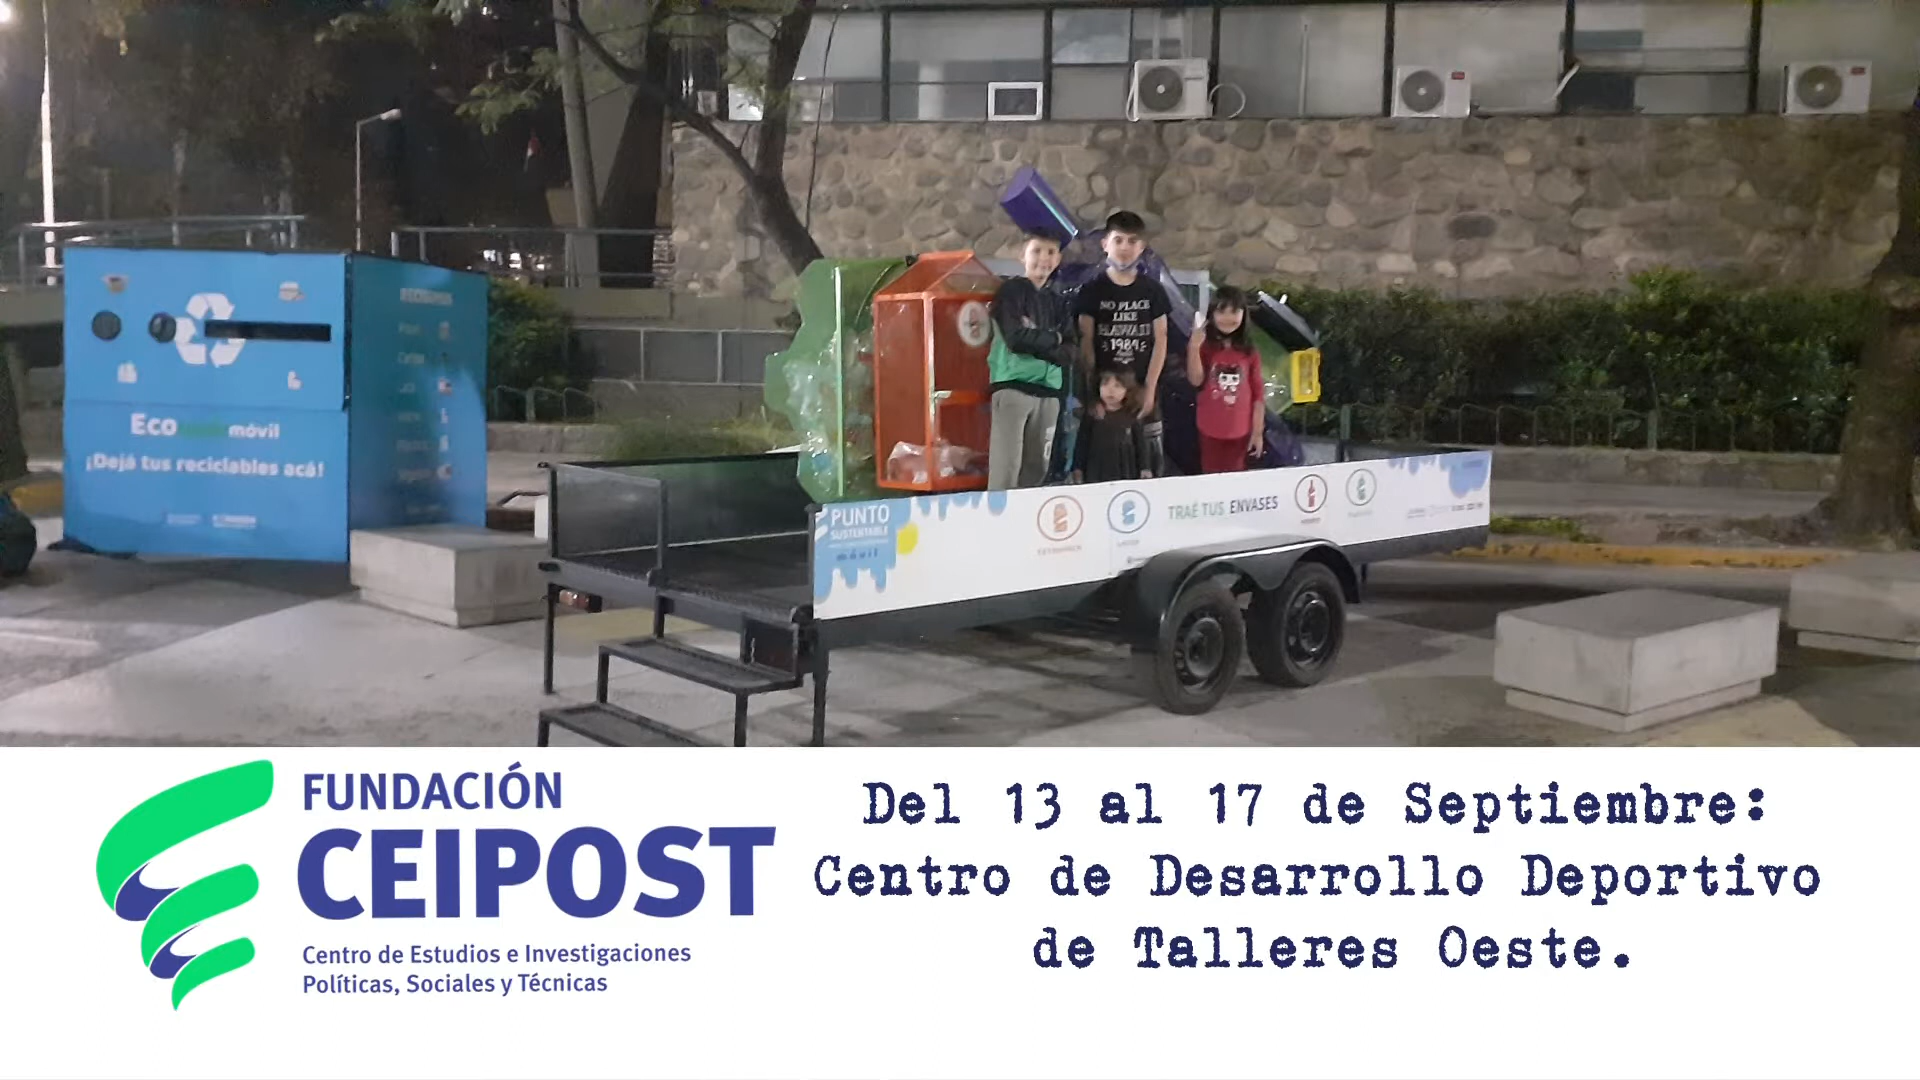 Eco
móvil
¡Dejá tus reciclables acá!
NO PLACE
LIKE
HAWAII
1984
PUNTO
SUSTENTABLE
móvil
TRAÉ TUS ENVASES
FUNDACIÓN
CEIPOST
Centro de Estudios e Investigaciones
Políticas, Sociales y Técnicas
Del 13 al 17 de Septiembre:
Centro de Desarrollo Deportivo
de Talleres Oeste.